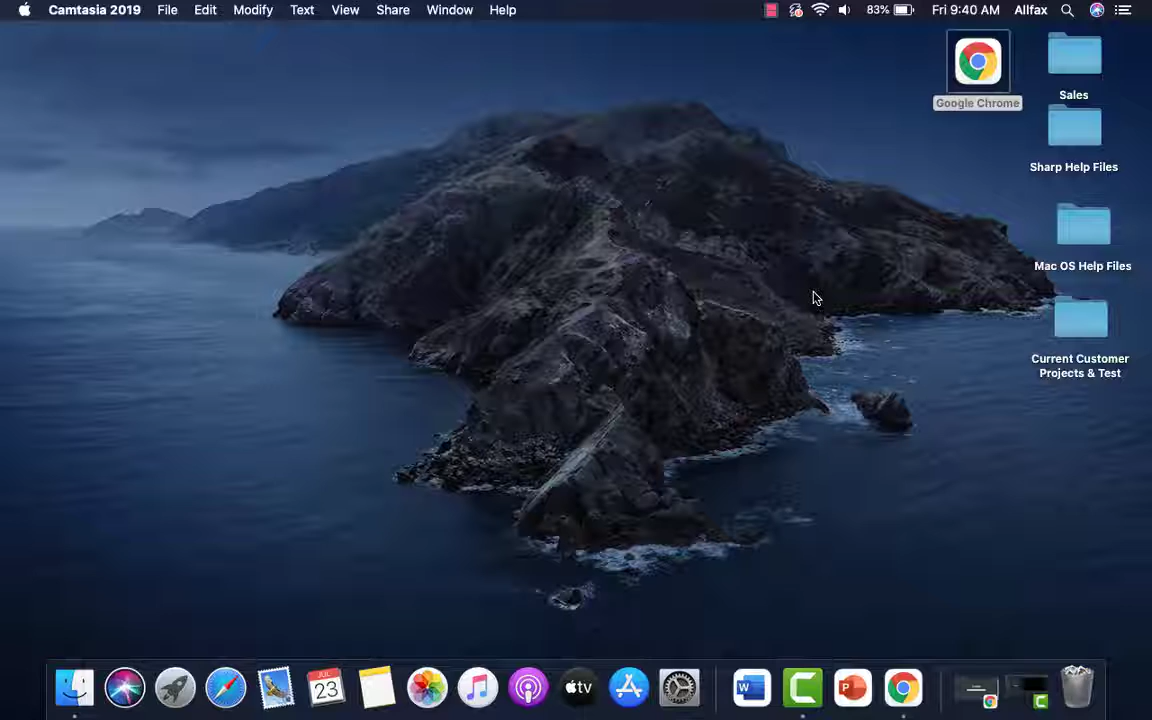 Camtasia 2019 File Edit Modify Text View Share Window Help 83% Fri 9:40 AM Allfax
Google Chrome
Sales
Sharp Help Files
Mac OS Help Files
Current Customer
Projects & Test
JUL
23
tv
W
P